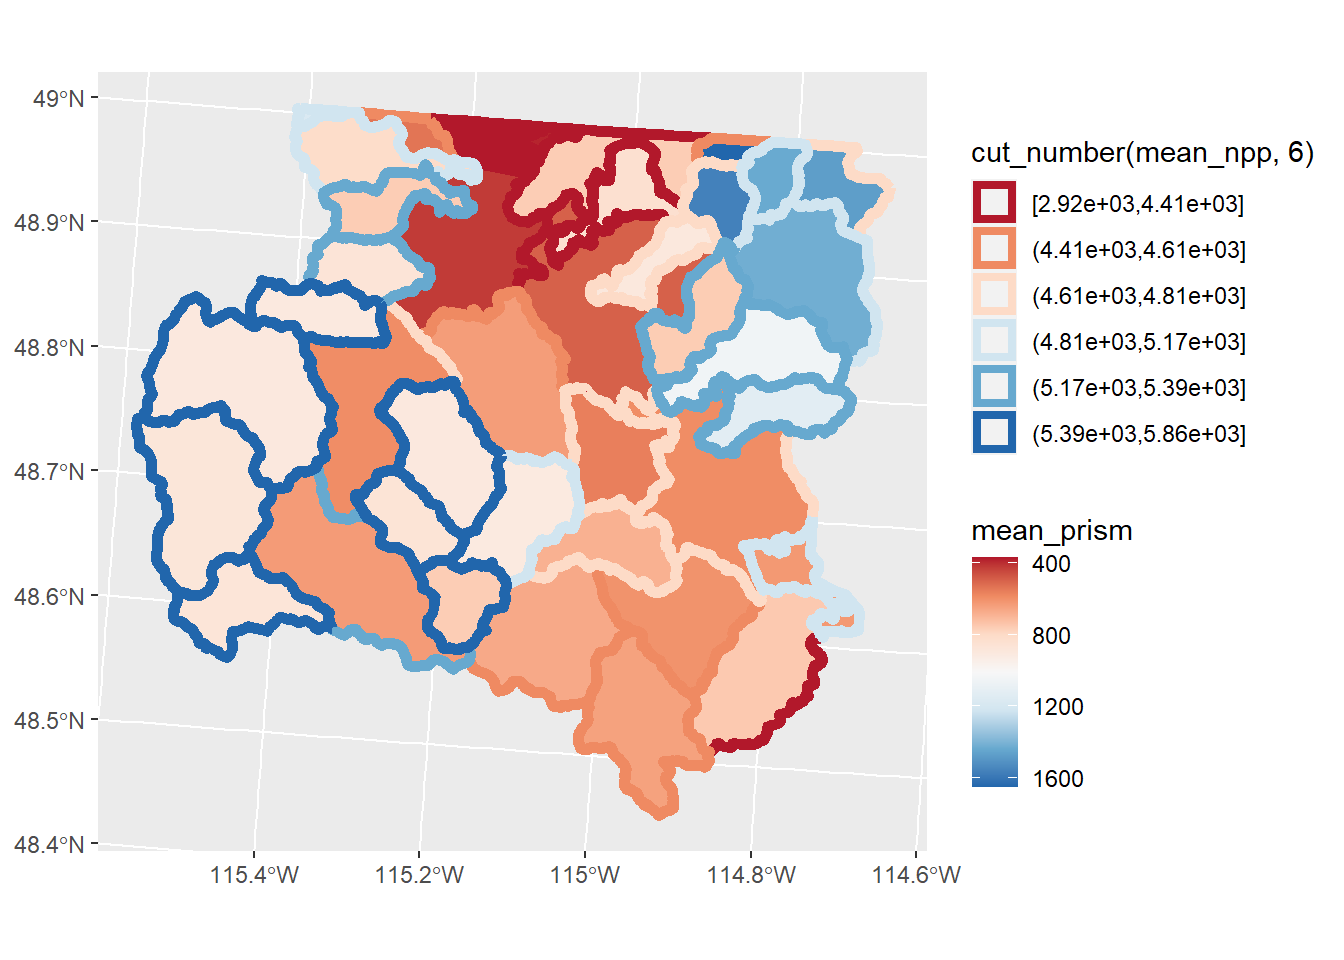 49°N
48.9°N
48.8°N
48.7°N
48.6°N
48.5°N
48.4°N
115.4°W
115.2°W
115°W
114.8°W
114.6°W
cut_number(mean_npp, 6)
[2.92e+03,4.41e+03]
(4.41e+03,4.61e+03]
(4.61e+03,4.81e+03]
(4.81e+03,5.17e+03]
(5.17e+03,5.39e+03]
(5.39e+03,5.86e+03]
mean_prism
400
800
1200
1600